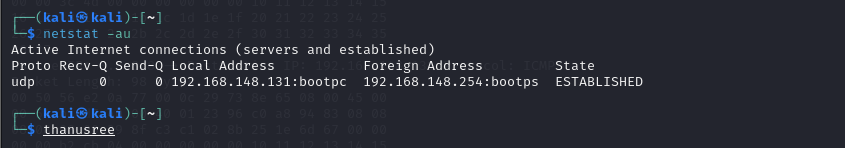 ┌──(kali㉿kali)-[~]
└─$ netstat -au
Active Internet connections (servers and established)
Proto Recv-Q Send-Q Local Address           Foreign Address         State
udp        0      0 192.168.148.131:bootpc  192.168.148.254:bootps  ESTABLISHED
┌──(kali㉿kali)-[~]
└─$ thanusree